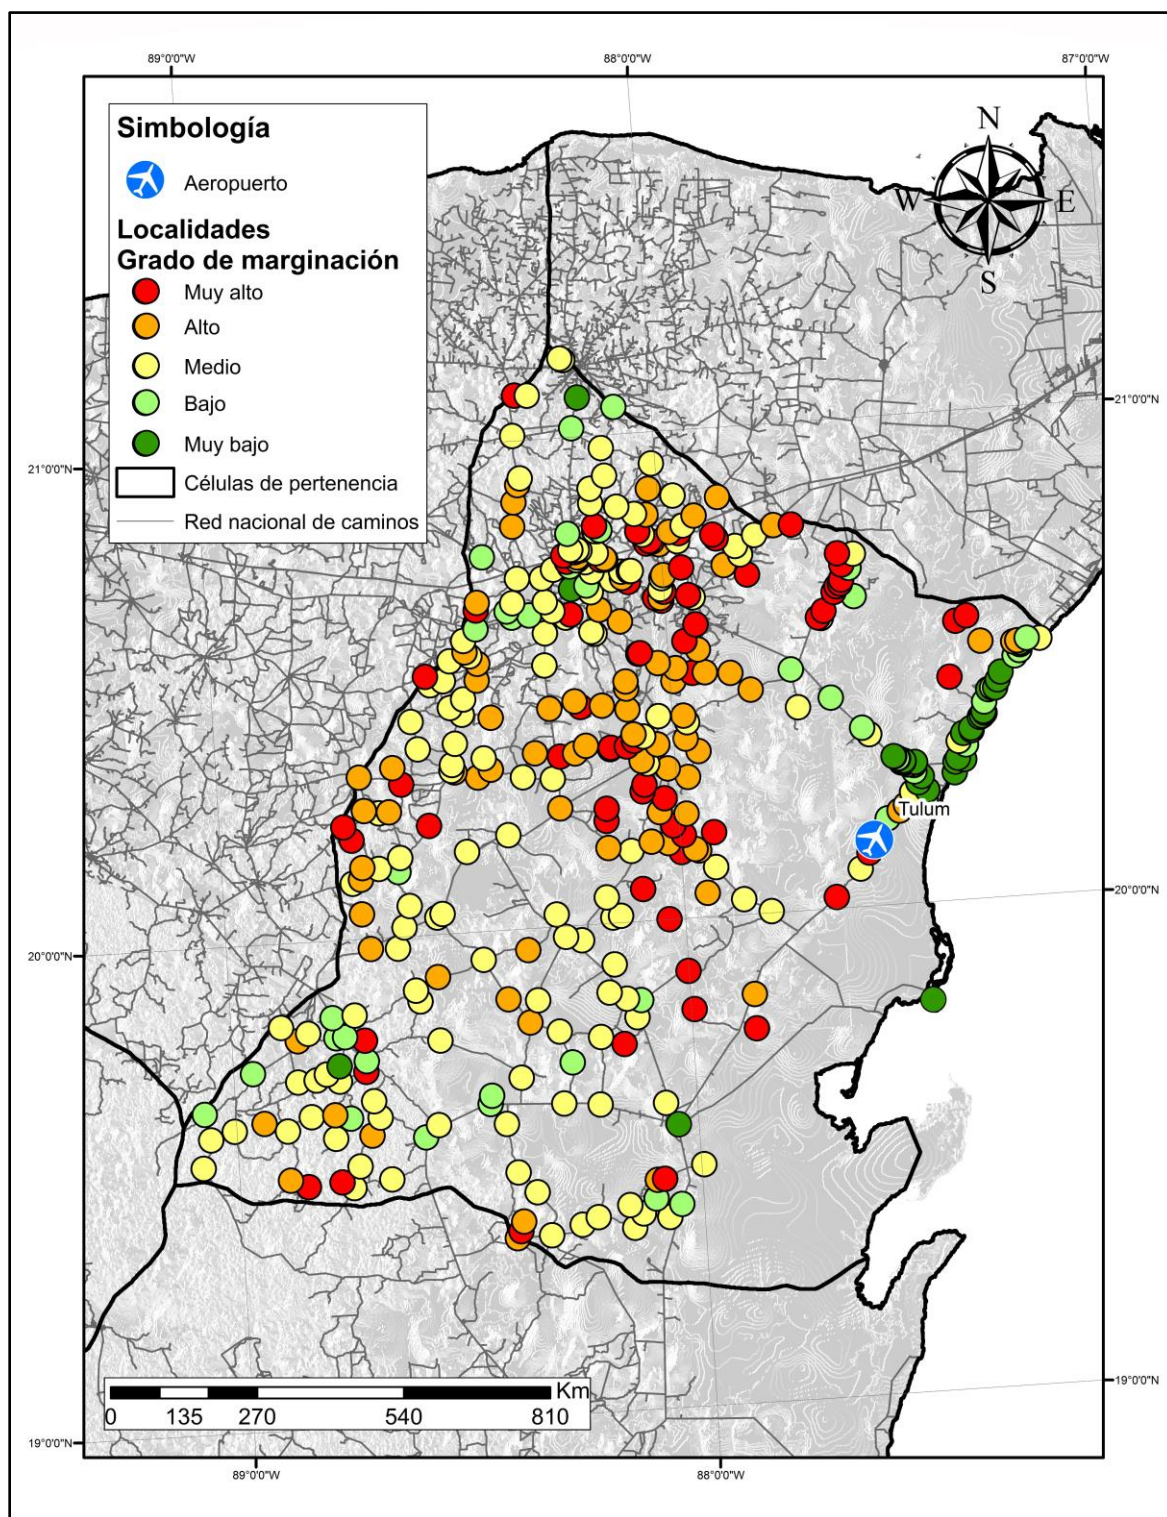 89°0'0"W 88°0'0"W 87°0'0"W
Simbología
Aeropuerto
Localidades
Grado de marginación
Muy alto
Alto
Medio
Bajo
Muy bajo
Células de pertenencia
Red nacional de caminos
N
W E
S
21°0'0"N
21°0'0"N
Tulum
20°0'0"N
20°0'0"N
19°0'0"N
Km
0 135 270 540 810
19°0'0"N
89°0'0"W 88°0'0"W